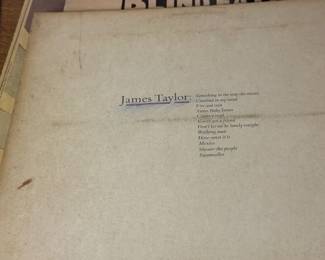 James Taylor:
Something in the way she moves
Carolina in my mind
Fire and rain
Sweet Baby James
Country road
You've got a friend
Don't let me be lonely tonight
Walking man
How sweet it is
Mexico
Shower the people
Steamroller